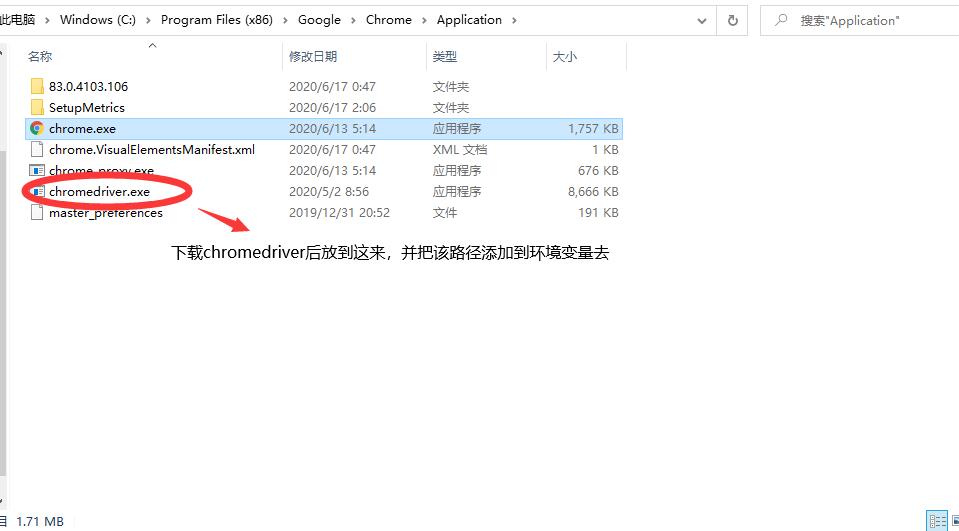 此电脑 › Windows (C:) › Program Files (x86) › Google › Chrome › Application ›
搜索"Application"
名称 修改日期 类型 大小
83.0.4103.106 2020/6/17 0:47 文件夹
SetupMetrics 2020/6/17 2:06 文件夹
chrome.exe 2020/6/13 5:14 应用程序 1,757 KB
chrome.VisualElementsManifest.xml 2020/6/17 0:47 XML 文档 1 KB
chrome_proxy.exe 2020/6/13 5:14 应用程序 676 KB
chromedriver.exe 2020/5/2 8:56 应用程序 8,666 KB
master_preferences 2019/12/31 20:52 文件 191 KB
下载chromedriver后放到这来，并把该路径添加到环境变量去
1.71 MB